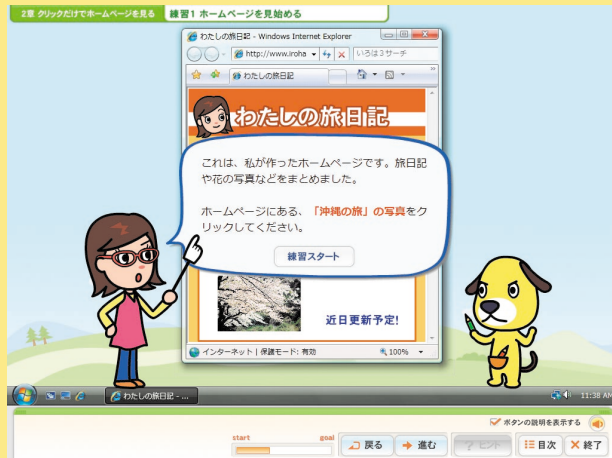 2章 クリックだけでホームページを見る 練習1 ホームページを見始める
わたしの旅日記 - Windows Internet Explorer
http://www.iroha いろは3サーチ
わたしの旅日記
わたしの旅日記
これは、私が作ったホームページです。旅日記
や花の写真などをまとめました。
ホームページにある、「沖縄の旅」の写真をク
リックしてください。
練習スタート
近日更新予定!
インターネット | 保護モード: 有効 100%
わたしの旅日記 - ... 11:38 AM
ボタンの説明を表示する
start goal
戻る 進む ? ヒント 目次 終了